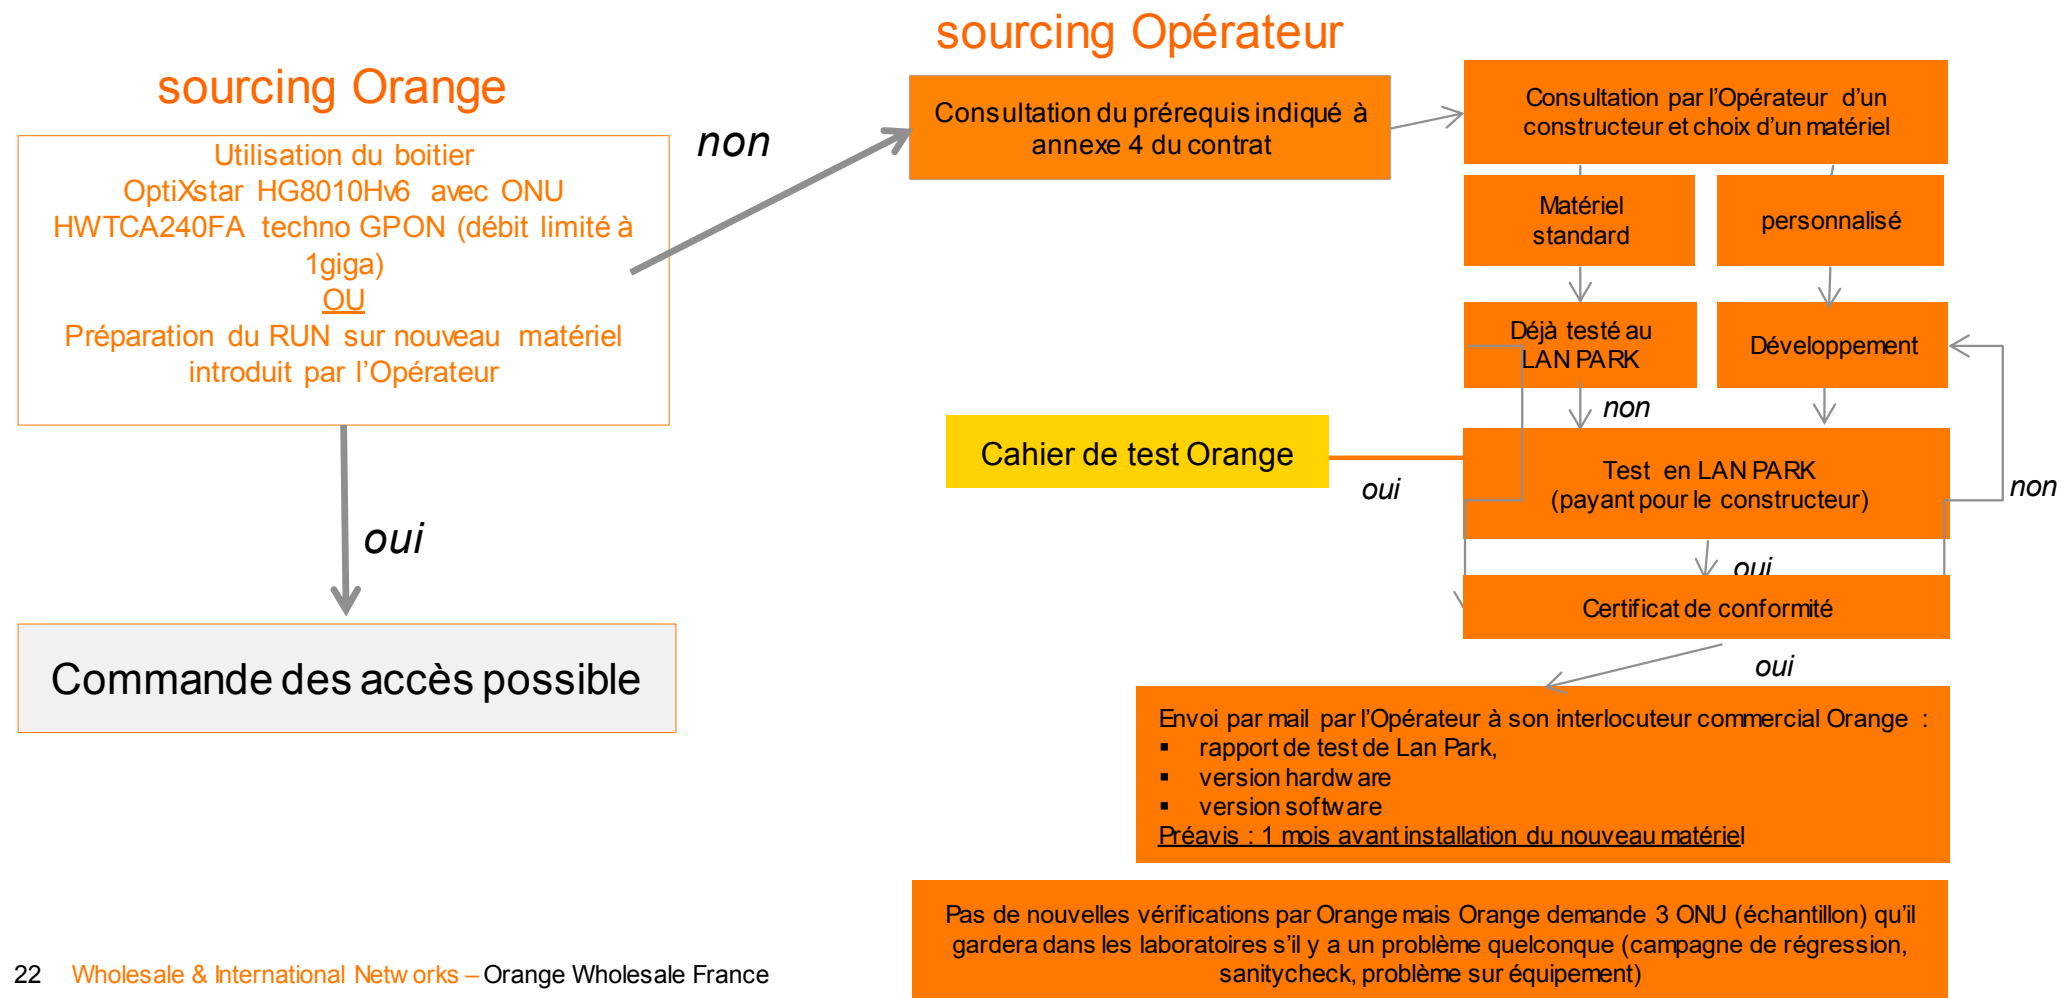 sourcing Opérateur
sourcing Orange
Utilisation du boitier
OptiXstar HG8010Hv6 avec ONU
HWTCA240FA techno GPON (débit limité à
1giga)
OU
Préparation du RUN sur nouveau matériel
introduit par l’Opérateur
non
oui
Commande des accès possible
Consultation du prérequis indiqué à
annexe 4 du contrat
Consultation par l’Opérateur d’un
constructeur et choix d’un matériel
Matériel
standard
personnalisé
Déjà testé au
LAN PARK
Développement
non
Cahier de test Orange
oui
Test en LAN PARK
(payant pour le constructeur)
non
oui
Certificat de conformité
oui
Envoi par mail par l’Opérateur à son interlocuteur commercial Orange :
▪ rapport de test de Lan Park,
▪ version hardware
▪ version software
Préavis : 1 mois avant installation du nouveau matériel
Pas de nouvelles vérifications par Orange mais Orange demande 3 ONU (échantillon) qu’il
gardera dans les laboratoires s’il y a un problème quelconque (campagne de régression,
sanitycheck, problème sur équipement)
22 Wholesale & International Networks – Orange Wholesale France